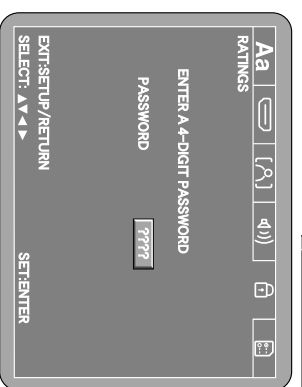 Aa
RATINGS
ENTER A 4-DIGIT PASSWORD
PASSWORD ????
EXIT:SETUP/RETURN
SELECT: ▲▼◀▶ SET:ENTER